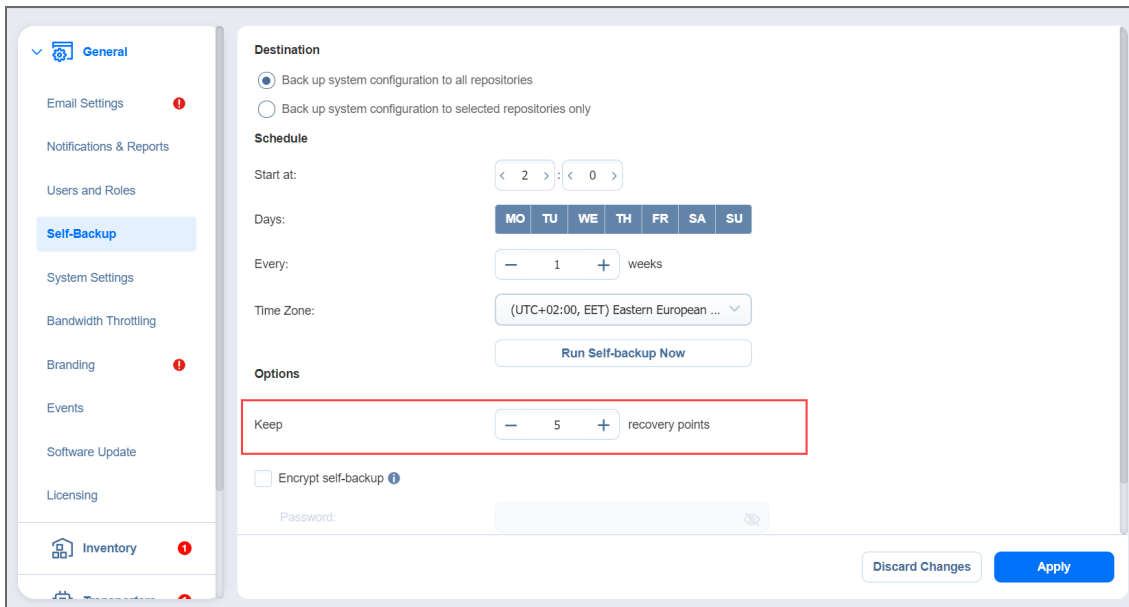 General
Email Settings
Notifications & Reports
Users and Roles
Self-Backup
System Settings
Bandwidth Throttling
Branding
Events
Software Update
Licensing
Inventory
1
Destination
Back up system configuration to all repositories
Back up system configuration to selected repositories only
Schedule
Start at:
< 2 > : < 0 >
Days:
MO TU WE TH FR SA SU
Every:
− 1 + weeks
Time Zone:
(UTC+02:00, EET) Eastern European ...
Run Self-backup Now
Options
Keep
− 5 + recovery points
Encrypt self-backup
Password:
Discard Changes
Apply